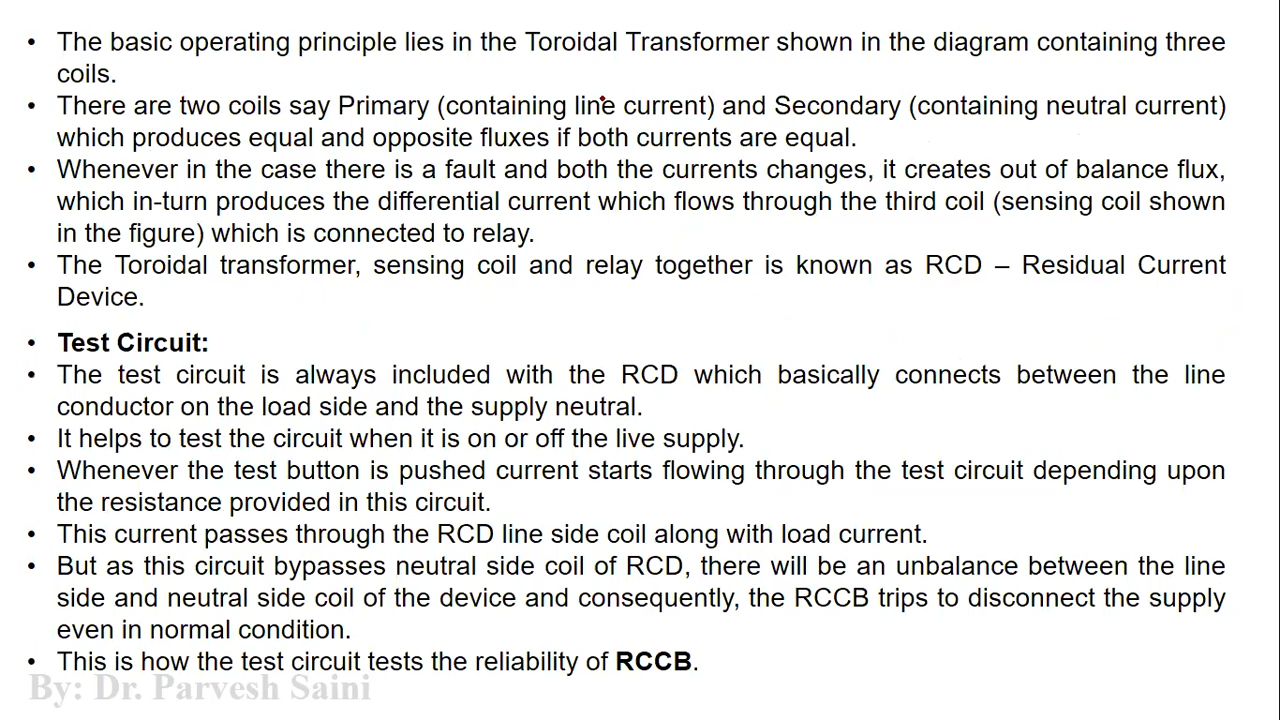 • The basic operating principle lies in the Toroidal Transformer shown in the diagram containing three
coils.
• There are two coils say Primary (containing line current) and Secondary (containing neutral current)
which produces equal and opposite fluxes if both currents are equal.
• Whenever in the case there is a fault and both the currents changes, it creates out of balance flux,
which in-turn produces the differential current which flows through the third coil (sensing coil shown
in the figure) which is connected to relay.
• The Toroidal transformer, sensing coil and relay together is known as RCD – Residual Current
Device.
• Test Circuit:
• The test circuit is always included with the RCD which basically connects between the line
conductor on the load side and the supply neutral.
• It helps to test the circuit when it is on or off the live supply.
• Whenever the test button is pushed current starts flowing through the test circuit depending upon
the resistance provided in this circuit.
• This current passes through the RCD line side coil along with load current.
• But as this circuit bypasses neutral side coil of RCD, there will be an unbalance between the line
side and neutral side coil of the device and consequently, the RCCB trips to disconnect the supply
even in normal condition.
• This is how the test circuit tests the reliability of RCCB.
By: Dr. Parvesh Saini